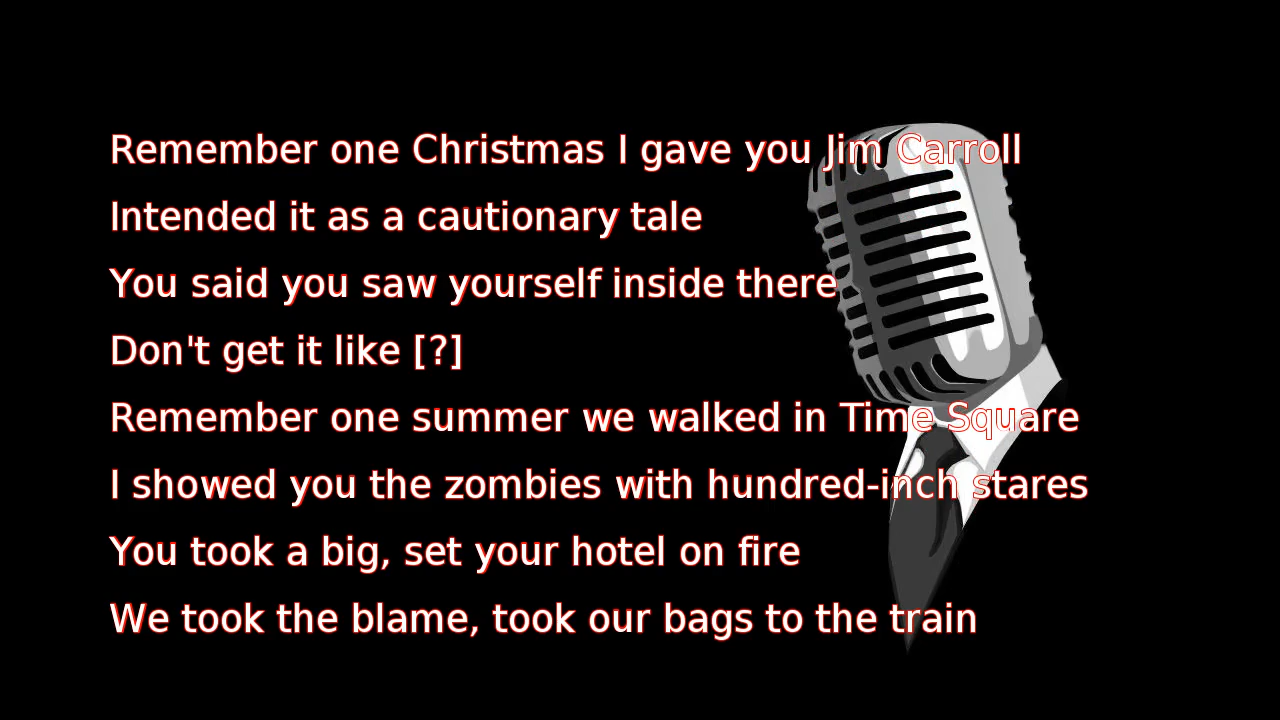 Remember one Christmas I gave you Jim Carroll
Intended it as a cautionary tale
You said you saw yourself inside there
Don't get it like [?]
Remember one summer we walked in Time Square
I showed you the zombies with hundred-inch stares
You took a big, set your hotel on fire
We took the blame, took our bags to the train